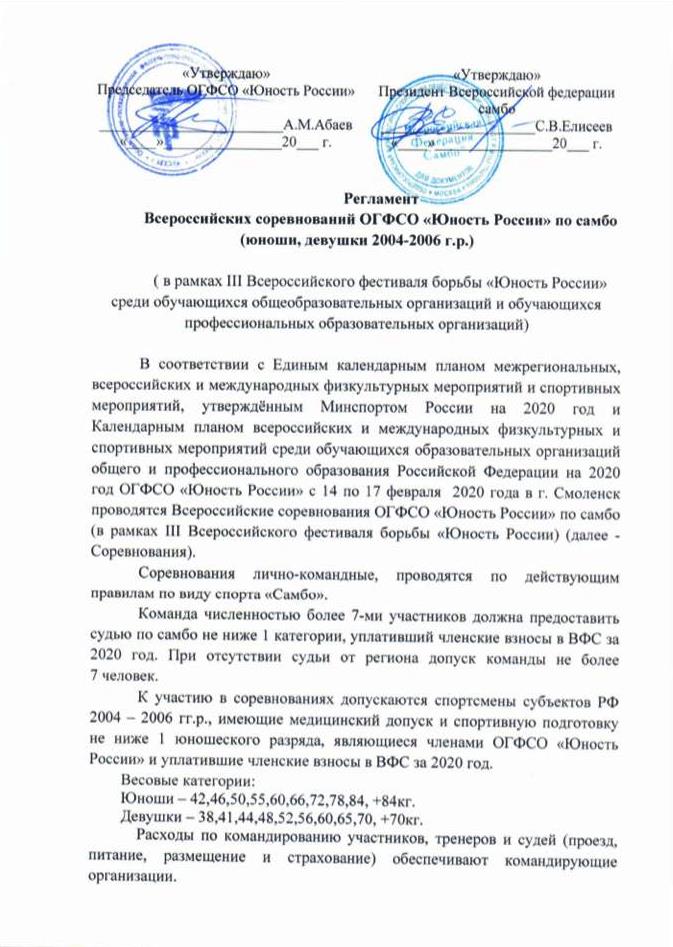 «Утверждаю»
Председатель ОГФСО «Юность России»
____________________А.М.Абаев
«____»______________20___ г.
«Утверждаю»
Президент Всероссийской федерации
самбо
____________________С.В.Елисеев
«____»______________20___ г.
Федерация
Самбо
ДЛЯ ДОКУМЕНТОВ
Регламент
Всероссийских соревнований ОГФСО «Юность России» по самбо
(юноши, девушки 2004-2006 г.р.)
( в рамках III Всероссийского фестиваля борьбы «Юность России»
среди обучающихся общеобразовательных организаций и обучающихся
профессиональных образовательных организаций)
В соответствии с Единым календарным планом межрегиональных,
всероссийских и международных физкультурных мероприятий и спортивных
мероприятий, утверждённым Минспортом России на 2020 год и
Календарным планом всероссийских и международных физкультурных и
спортивных мероприятий среди обучающихся образовательных организаций
общего и профессионального образования Российской Федерации на 2020
год ОГФСО «Юность России» с 14 по 17 февраля 2020 года в г. Смоленск
проводятся Всероссийские соревнования ОГФСО «Юность России» по самбо
(в рамках III Всероссийского фестиваля борьбы «Юность России) (далее -
Соревнования).
Соревнования лично-командные, проводятся по действующим
правилам по виду спорта «Самбо».
Команда численностью более 7-ми участников должна предоставить
судью по самбо не ниже 1 категории, уплативший членские взносы в ВФС за
2020 год. При отсутствии судьи от региона допуск команды не более
7 человек.
К участию в соревнованиях допускаются спортсмены субъектов РФ
2004 – 2006 гг.р., имеющие медицинский допуск и спортивную подготовку
не ниже 1 юношеского разряда, являющиеся членами ОГФСО «Юность
России» и уплатившие членские взносы в ВФС за 2020 год.
Весовые категории:
Юноши – 42,46,50,55,60,66,72,78,84, +84кг.
Девушки – 38,41,44,48,52,56,60,65,70, +70кг.
Расходы по командированию участников, тренеров и судей (проезд,
питание, размещение и страхование) обеспечивают командирующие
организации.